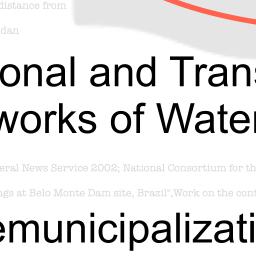 distance from
dan
onal and Trans
works of Water
eral News Service 2002; National Consortium for th
ngs at Belo Monte Dam site, Brazil",Work on the cont
emunicipalizati